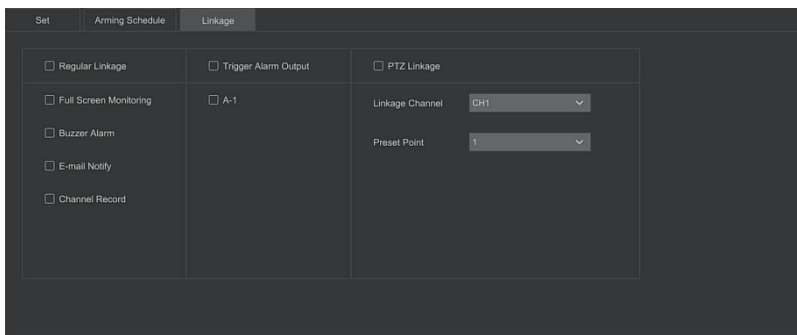 Set Arming Schedule Linkage
Regular Linkage Trigger Alarm Output PTZ Linkage
Full Screen Monitoring A-1 Linkage Channel CH1
Buzzer Alarm
Preset Point 1
E-mail Notify
Channel Record